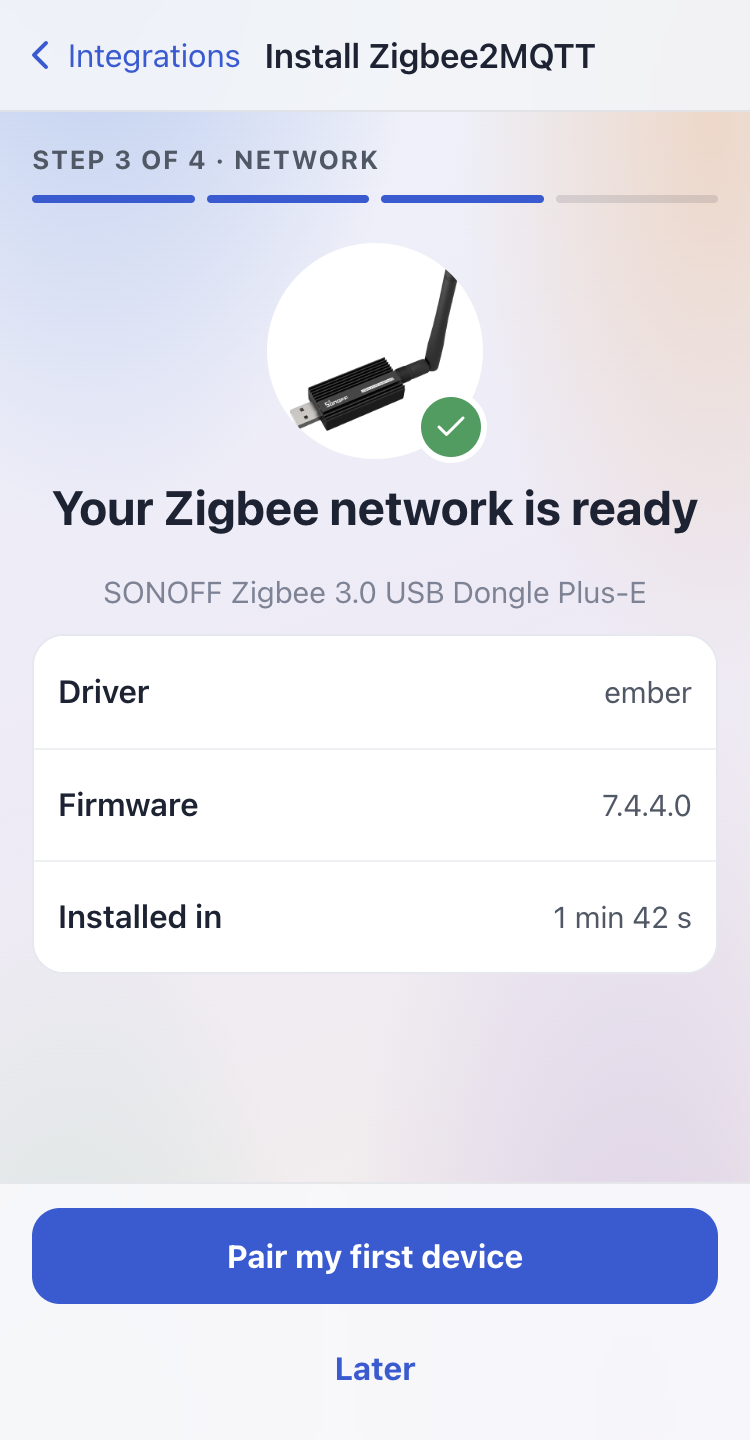 Integrations Install Zigbee2MQTT
STEP 3 OF 4 · NETWORK
SONOFF
Your Zigbee network is ready
SONOFF Zigbee 3.0 USB Dongle Plus-E
Driver ember
Firmware 7.4.4.0
Installed in 1 min 42 s
Pair my first device
Later